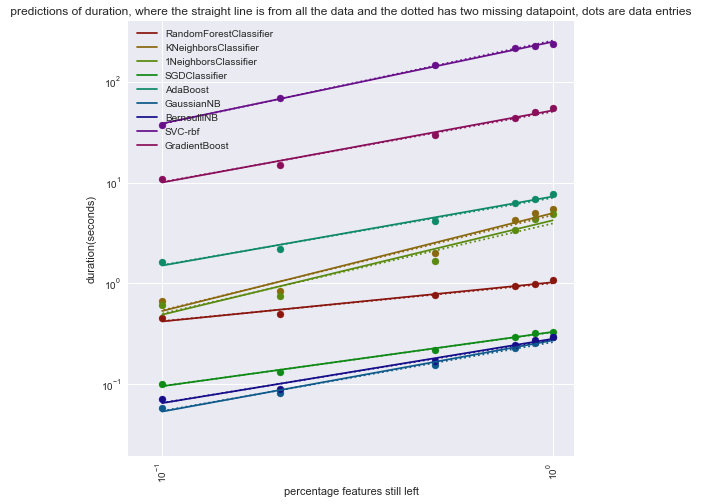 predictions of duration, where the straight line is from all the data and the dotted has two missing datapoint, dots are data entries
RandomForestClassifier
KNeighborsClassifier
1NeighborsClassifier
SGDClassifier
AdaBoost
GaussianNB
BernoulliNB
SVC-rbf
GradientBoost
10²
10¹
10⁰
10⁻¹
duration(seconds)
10⁻¹
10⁰
percentage features still left